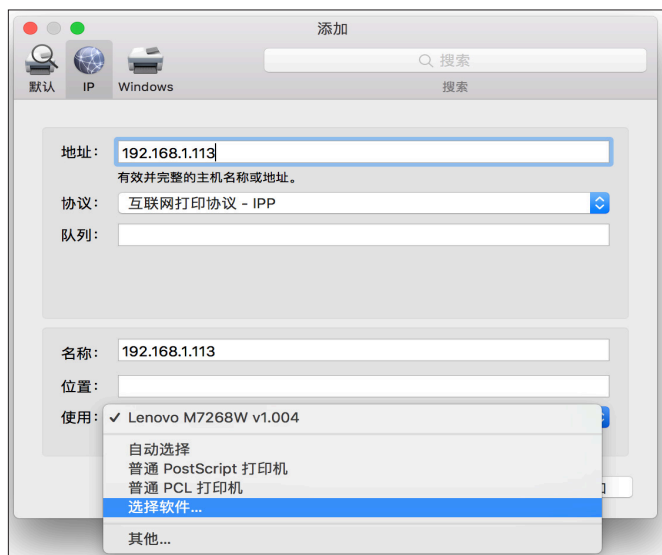 添加
搜索
默认 IP Windows 搜索
地址： 192.168.1.113
有效并完整的主机名称或地址。
协议： 互联网打印协议 - IPP
队列：
名称： 192.168.1.113
位置：
使用： ✓ Lenovo M7268W v1.004
自动选择
普通 PostScript 打印机
普通 PCL 打印机
选择软件...
其他...